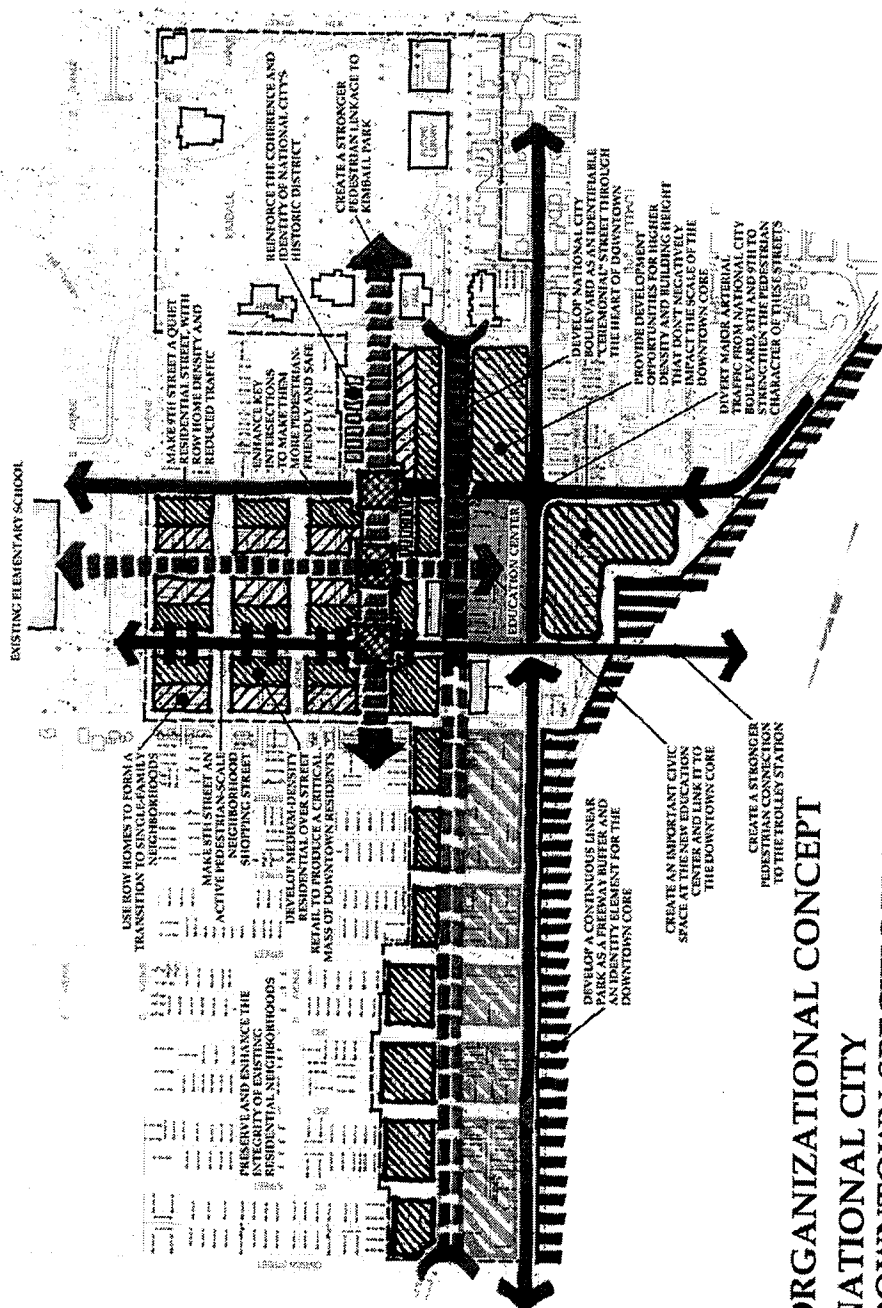 EXISTING ELEMENTARY SCHOOL
USE ROW HOMES TO FORM A
TRANSITION TO SINGLE-FAMILY
NEIGHBORHOODS
MAKE 8TH STREET AN
ACTIVE PEDESTRIAN-SCALE
NEIGHBORHOOD
SHOPPING STREET
DEVELOP MEDIUM-DENSITY
RESIDENTIAL OVER STREET
RETAIL TO PRODUCE A CRITICAL
MASS OF DOWNTOWN RESIDENTS
PRESERVE AND ENHANCE THE
INTEGRITY OF EXISTING
RESIDENTIAL NEIGHBORHOODS
MAKE 9TH STREET A QUIET
RESIDENTIAL STREET, WITH
ROW HOME DENSITY AND
REDUCED TRAFFIC
ENHANCE KEY
INTERSECTIONS
TO MAKE THEM
MORE PEDESTRIAN-
FRIENDLY AND SAFE
REINFORCE THE COHERENCE AND
IDENTITY OF NATIONAL CITY'S
HISTORIC DISTRICT
CREATE A STRONGER
PEDESTRIAN LINKAGE TO
KIMBALL PARK
KIMBALL
CITY
HALL
FUTURE
LIBRARY
AVENUE
AVENUE
AVENUE
EDUCATION CENTER
DEVELOP NATIONAL CITY
BOULEVARD AS AN IDENTIFIABLE
"CEREMONIAL" STREET THROUGH
THE HEART OF DOWNTOWN
PROVIDE DEVELOPMENT
OPPORTUNITIES FOR HIGHER
DENSITY AND BUILDING HEIGHT
THAT DON'T NEGATIVELY
IMPACT THE SCALE OF THE
DOWNTOWN CORE
DIVERT MAJOR ARTERIAL
TRAFFIC FROM NATIONAL CITY
BOULEVARD, 8TH AND 9TH TO
STRENGTHEN THE PEDESTRIAN
CHARACTER OF THESE STREETS
DEVELOP A CONTINUOUS LINEAR
PARK AS A FREEWAY BUFFER AND
AN IDENTITY ELEMENT FOR THE
DOWNTOWN CORE
CREATE AN IMPORTANT CIVIC
SPACE AT THE NEW EDUCATION
CENTER AND LINK IT TO
THE DOWNTOWN CORE
CREATE A STRONGER
PEDESTRIAN CONNECTION
TO THE TROLLEY STATION
ORGANIZATIONAL CONCEPT
NATIONAL CITY